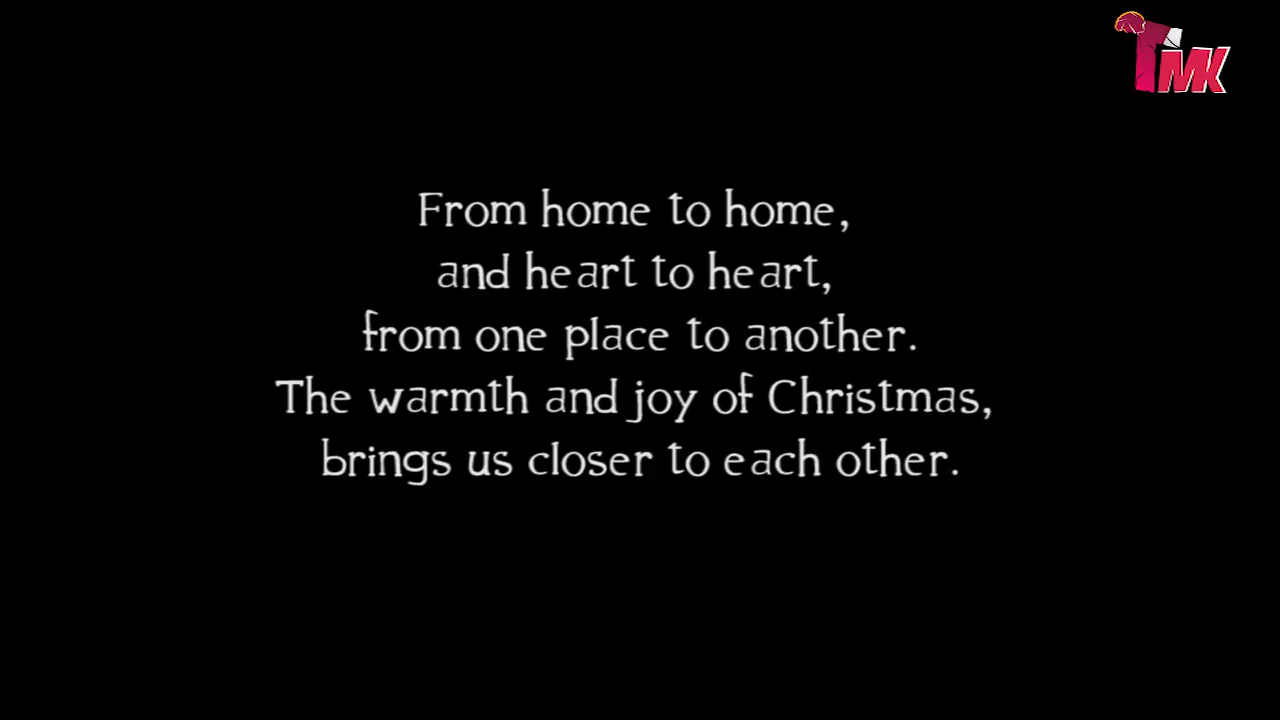 TMK
From home to home,
and heart to heart,
from one place to another.
The warmth and joy of Christmas,
brings us closer to each other.